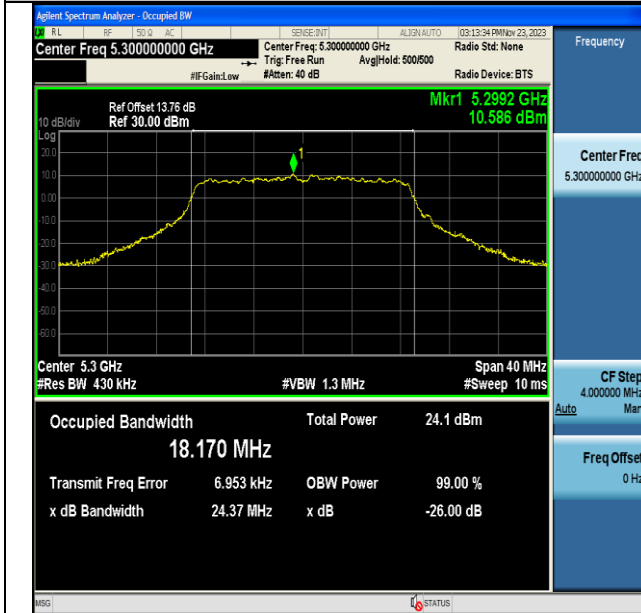 Agilent Spectrum Analyzer - Occupied BW
RL RF 50 Ω AC SENSE:INT ALIGN AUTO 03:13:34 PM Nov 23, 2023
Center Freq 5.300000000 GHz
Center Freq: 5.300000000 GHz
Radio Std: None
Trig: Free Run Avg|Hold: 500/500
#IFGain:Low #Atten: 40 dB Radio Device: BTS
Frequency
Ref Offset 13.76 dB
Mkr1 5.2992 GHz
10 dB/div Ref 30.00 dBm 10.586 dBm
Log
20.0
10.0
0.00
-10.0
-20.0
-30.0
-40.0
-50.0
-60.0
1
Center 5.3 GHz Span 40 MHz
#Res BW 430 kHz #VBW 1.3 MHz #Sweep 10 ms
Occupied Bandwidth Total Power 24.1 dBm
18.170 MHz
Transmit Freq Error 6.953 kHz OBW Power 99.00 %
x dB Bandwidth 24.37 MHz x dB -26.00 dB
Center Freq
5.300000000 GHz
CF Step
4.000000 MHz
Auto Man
Freq Offset
0 Hz
MSG STATUS